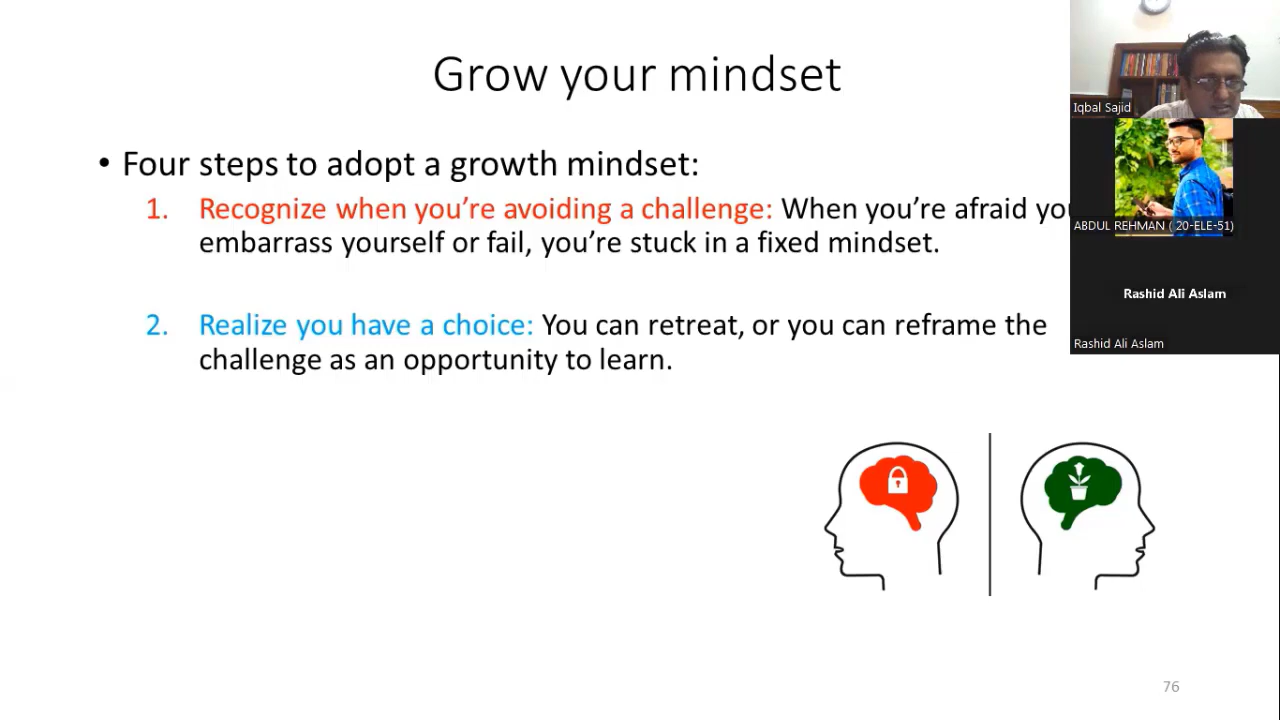 Grow your mindset
• Four steps to adopt a growth mindset:
1. Recognize when you're avoiding a challenge: When you're afraid
embarrass yourself or fail, you're stuck in a fixed mindset.
2. Realize you have a choice: You can retreat, or you can reframe the
challenge as an opportunity to learn.
76
Iqbal Sajid
ABDUL REHMAN ( 20-ELE-51)
Rashid Ali Aslam
Rashid Ali Aslam